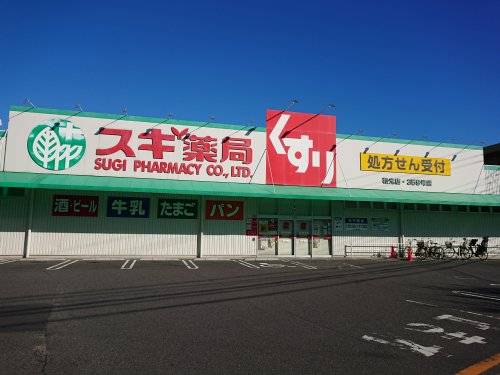 スギ薬局
SUGI PHARMACY CO., LTD.
くすり
処方せん受付
酒・ビール
牛乳
たまご
パン